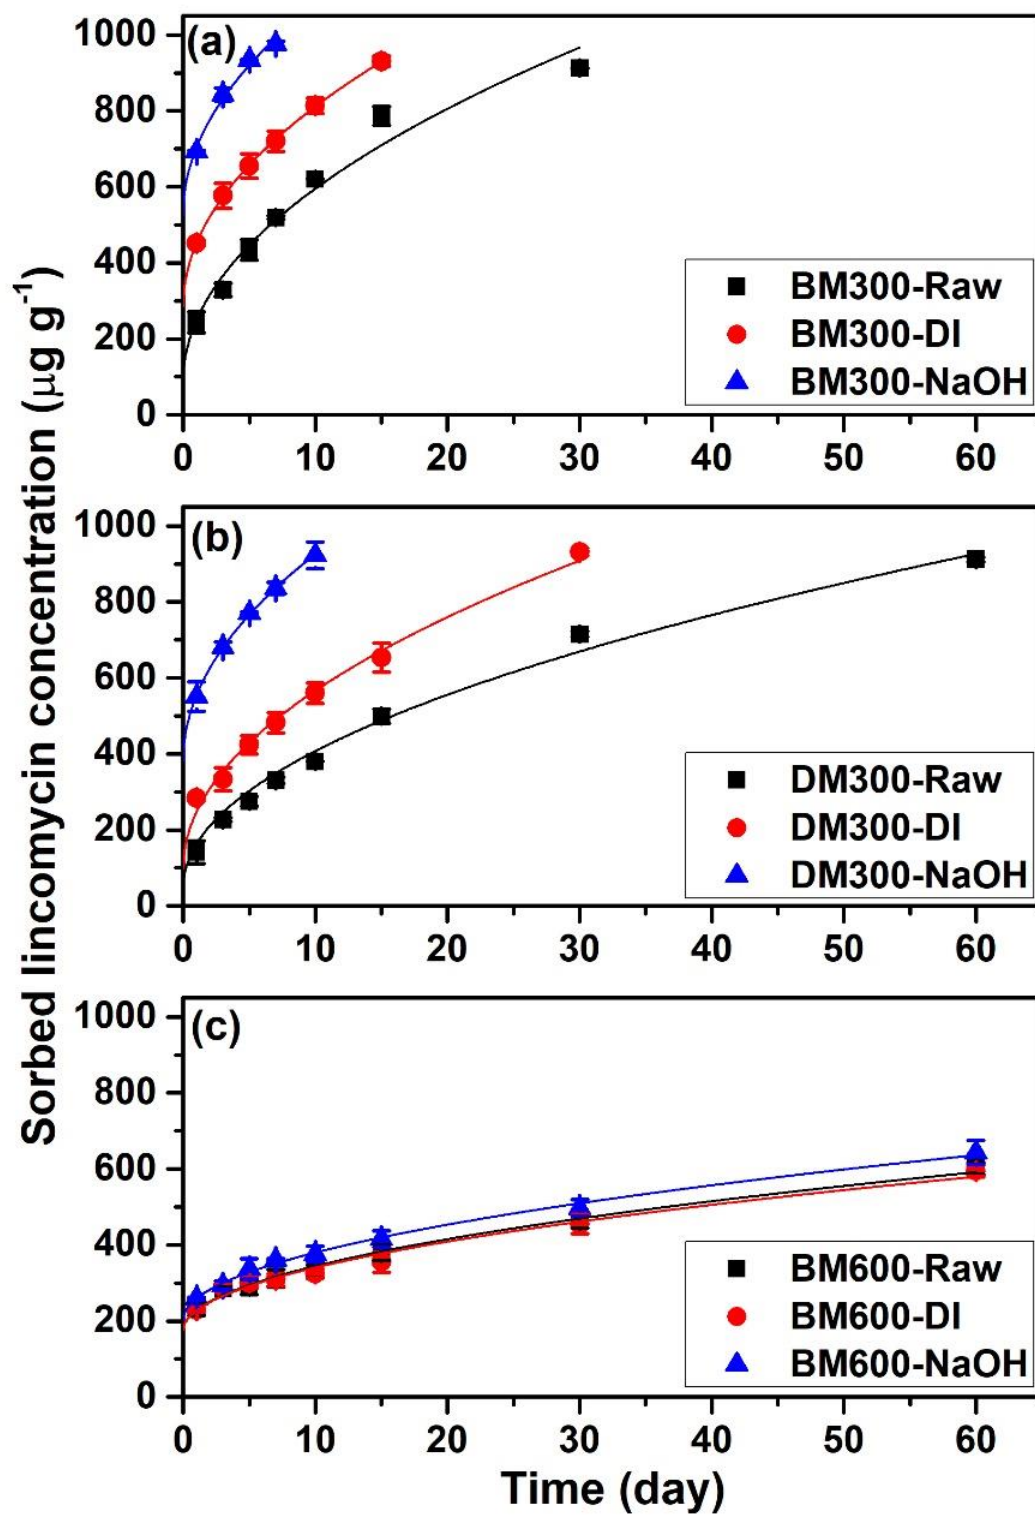 Sorbed lincomycin concentration (µg g⁻¹)
(a)
1000
800
600
400
200
0
BM300-Raw
BM300-DI
BM300-NaOH
0 10 20 30 40 50 60
(b)
1000
800
600
400
200
0
DM300-Raw
DM300-DI
DM300-NaOH
0 10 20 30 40 50 60
(c)
1000
800
600
400
200
0
BM600-Raw
BM600-DI
BM600-NaOH
0 10 20 30 40 50 60
Time (day)